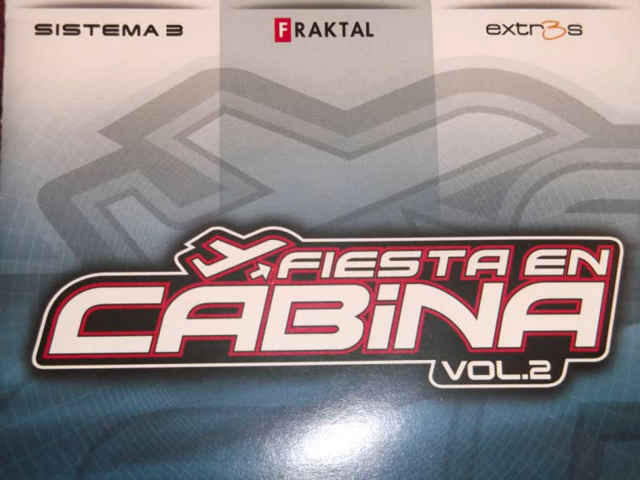 SISTEMA 3
FRAKTAL
extr3s
FIESTA EN
CABiNA
VOL.2